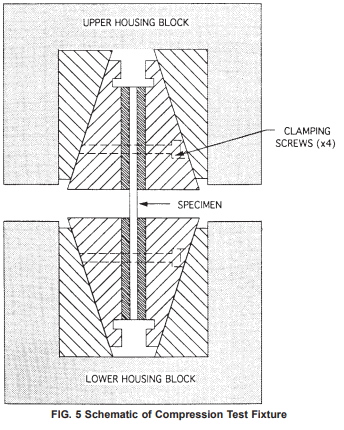 UPPER HOUSING BLOCK
CLAMPING
SCREWS (x4)
SPECIMEN
LOWER HOUSING BLOCK
FIG. 5 Schematic of Compression Test Fixture